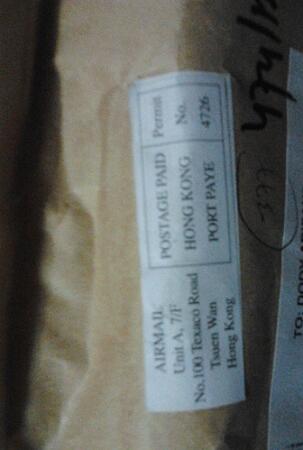 AIRMAIL
Unit A, 7/F
No.100 Texaco Road
Tsuen Wan
Hong Kong
POSTAGE PAID
HONG KONG
PORT PAYE
Permit
No.
4726
TO: